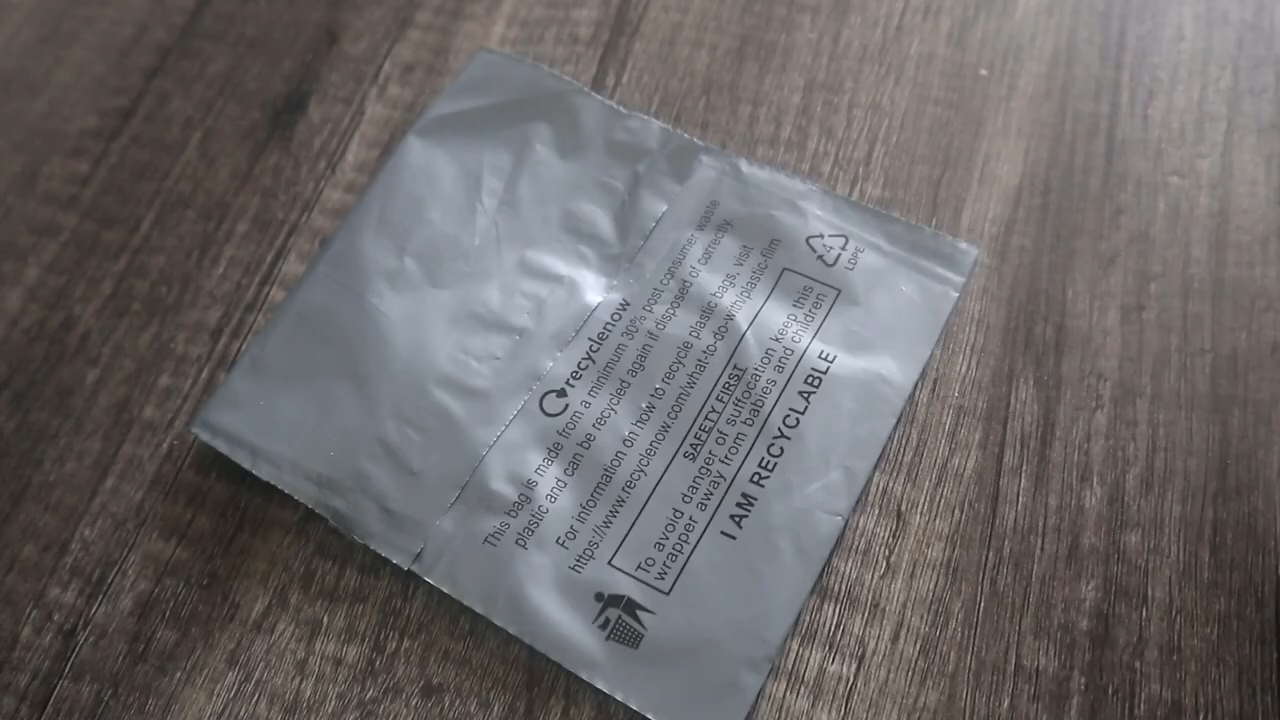 recyclenow
This bag is made from a minimum 30% post consumer waste
plastic and can be recycled again if disposed of correctly.
For information on how to recycle plastic bags, visit
https://www.recyclenow.com/what-to-do-with/plastic-film
SAFETY FIRST
To avoid danger of suffocation keep this
wrapper away from babies and children
I AM RECYCLABLE
4
LDPE